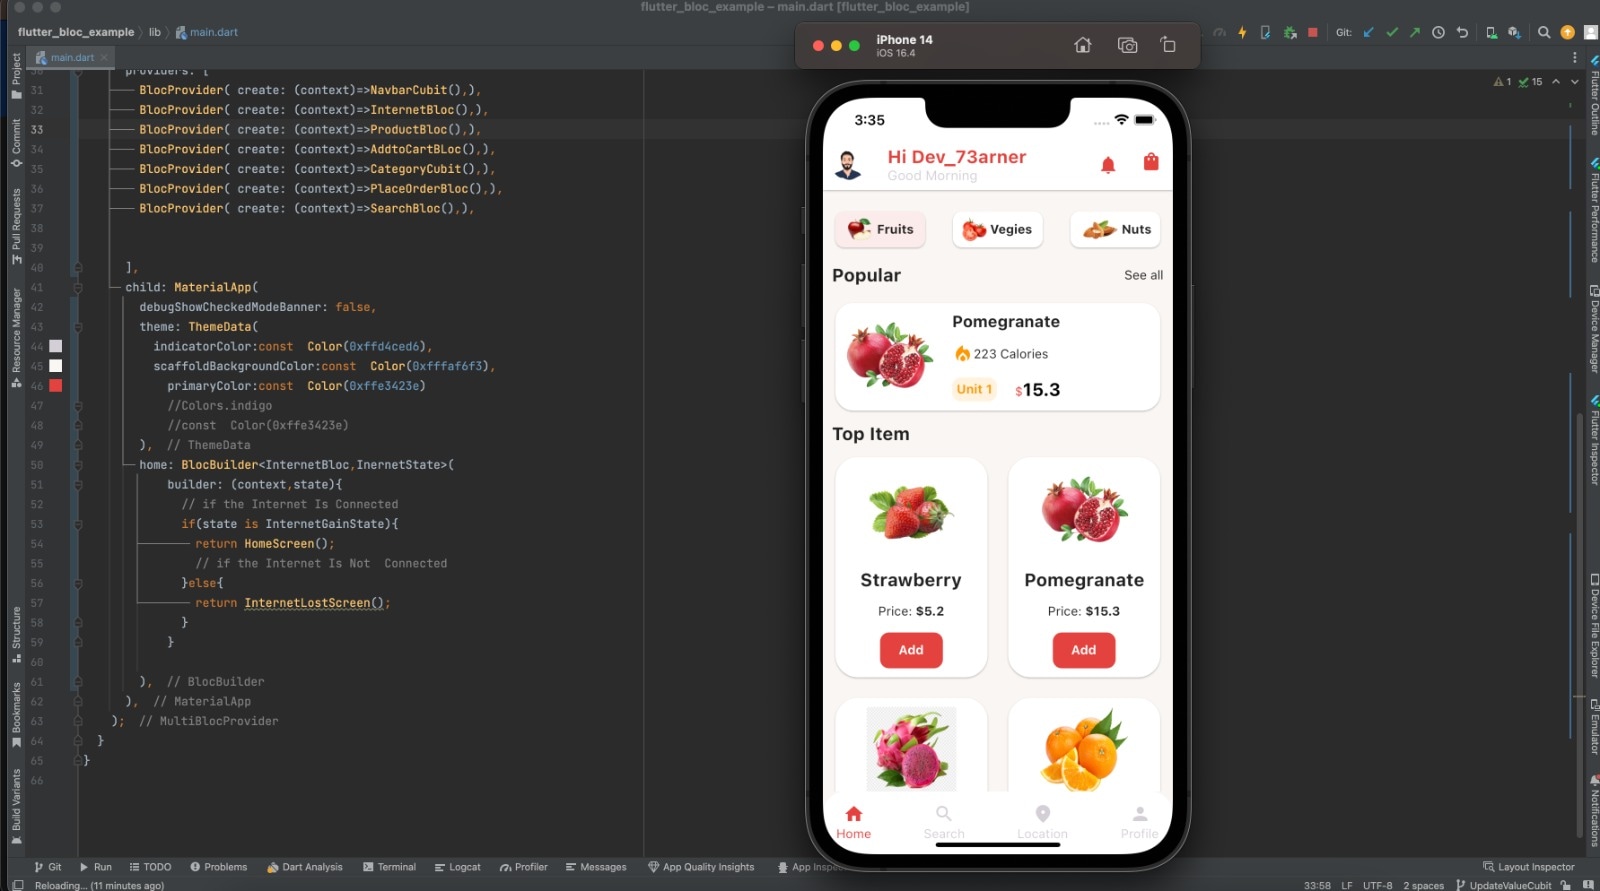 flutter_bloc_example – main.dart [flutter_bloc_example]
flutter_bloc_example lib main.dart
Git:
main.dart
1 15
30 providers: [
31 BlocProvider( create: (context)=>NavbarCubit(),),
32 BlocProvider( create: (context)=>InternetBloc(),),
33 BlocProvider( create: (context)=>ProductBloc(),),
34 BlocProvider( create: (context)=>AddtoCartBLoc(),),
35 BlocProvider( create: (context)=>CategoryCubit(),),
36 BlocProvider( create: (context)=>PlaceOrderBloc(),),
37 BlocProvider( create: (context)=>SearchBloc(),),
38
39
40 ],
41 child: MaterialApp(
42 debugShowCheckedModeBanner: false,
43 theme: ThemeData(
44 indicatorColor:const Color(0xffd4ced6),
45 scaffoldBackgroundColor:const Color(0xfffaf6f3),
46 primaryColor:const Color(0xffe3423e)
47 //Colors.indigo
48 //const Color(0xffe3423e)
49 ), // ThemeData
50 home: BlocBuilder<InternetBloc,InernetState>(
51 builder: (context,state){
52 // if the Internet Is Connected
53 if(state is InternetGainState){
54 return HomeScreen();
55 // if the Internet Is Not Connected
56 }else{
57 return InternetLostScreen();
58 }
59 }
60
61 ), // BlocBuilder
62 ), // MaterialApp
63 ); // MultiBlocProvider
64 }
65 }
66
Project
Commit
Pull Requests
Resource Manager
Structure
Bookmarks
Build Variants
iPhone 14
iOS 16.4
3:35
Hi Dev_73arner
Good Morning
Fruits Vegies Nuts
Popular See all
Pomegranate
223 Calories
Unit 1 $15.3
Top Item
Strawberry Pomegranate
Price: $5.2 Price: $15.3
Add Add
Home Search Location Profile
Flutter Outline
Flutter Performance
Device Manager
Flutter Inspector
Device File Explorer
Emulator
Notifications
Git Run TODO Problems Dart Analysis Terminal Logcat Profiler Messages App Quality Insights App Inspe Layout Inspector
Reloading... (11 minutes ago) 33:58 LF UTF-8 2 spaces UpdateValueCubit